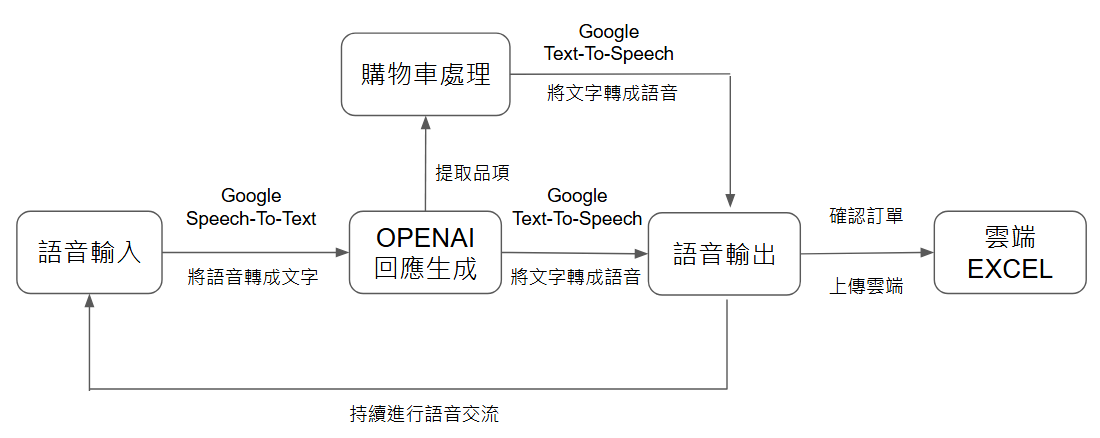 Google
Text-To-Speech
購物車處理
將文字轉成語音
提取品項
Google
Speech-To-Text
Google
Text-To-Speech
確認訂單
語音輸入
OPENAI
回應生成
語音輸出
雲端
EXCEL
將語音轉成文字
將文字轉成語音
上傳雲端
持續進行語音交流